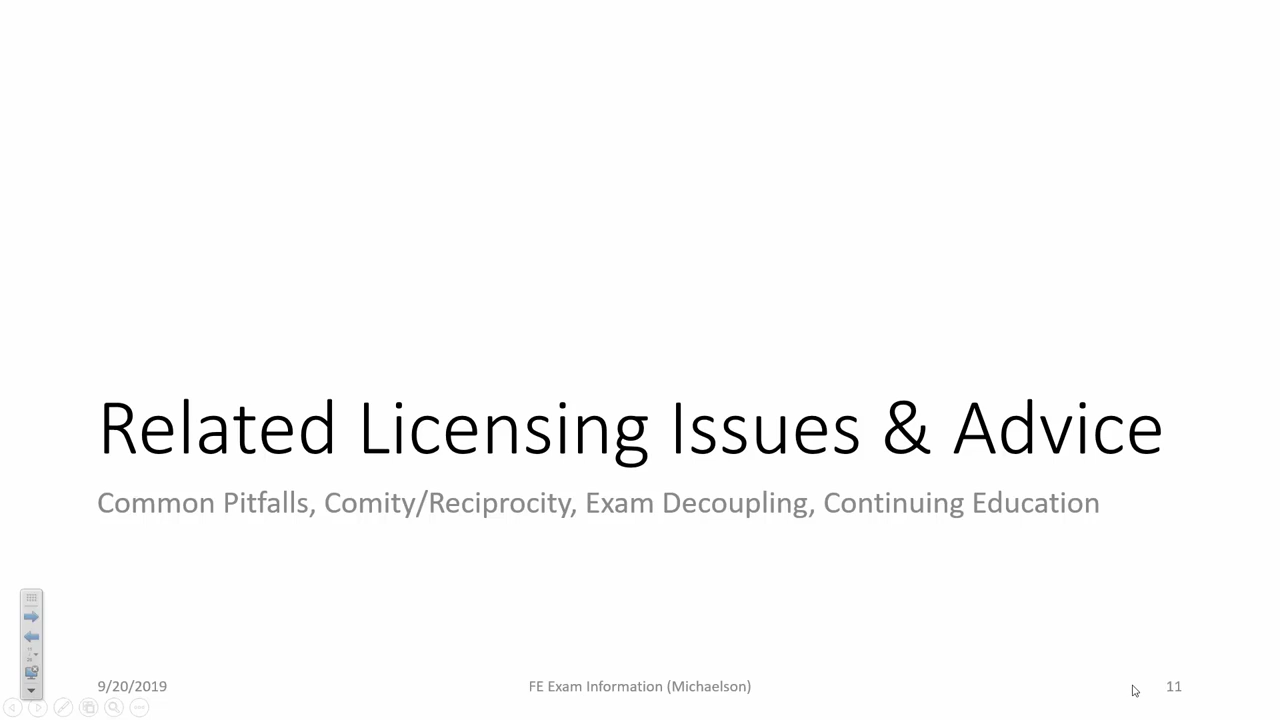 Related Licensing Issues & Advice
Common Pitfalls, Comity/Reciprocity, Exam Decoupling, Continuing Education
9/20/2019
FE Exam Information (Michaelson)
11